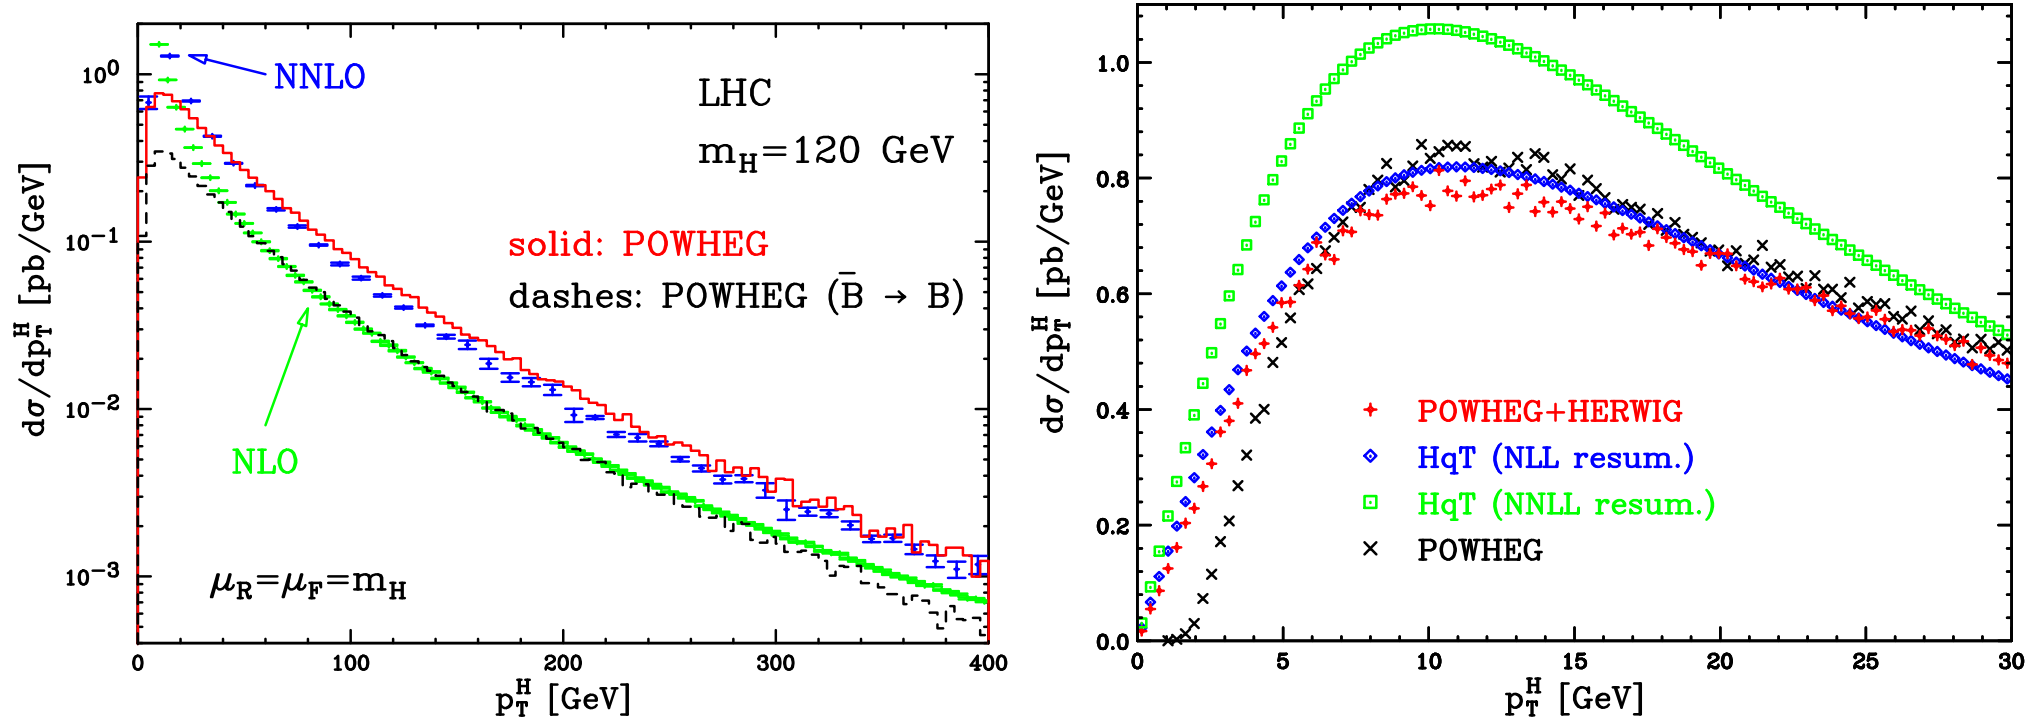 10⁰
10⁻¹
10⁻²
10⁻³
dσ/dp_T^H [pb/GeV]
NNLO
LHC
m_H=120 GeV
solid: POWHEG
dashes: POWHEG (B̄ → B)
NLO
μ_R=μ_F=m_H
0 100 200 300 400
p_T^H [GeV]
1.0
0.8
0.6
0.4
0.2
0.0
dσ/dp_T^H [pb/GeV]
POWHEG+HERWIG
HqT (NLL resum.)
HqT (NNLL resum.)
POWHEG
0 5 10 15 20 25 30
p_T^H [GeV]